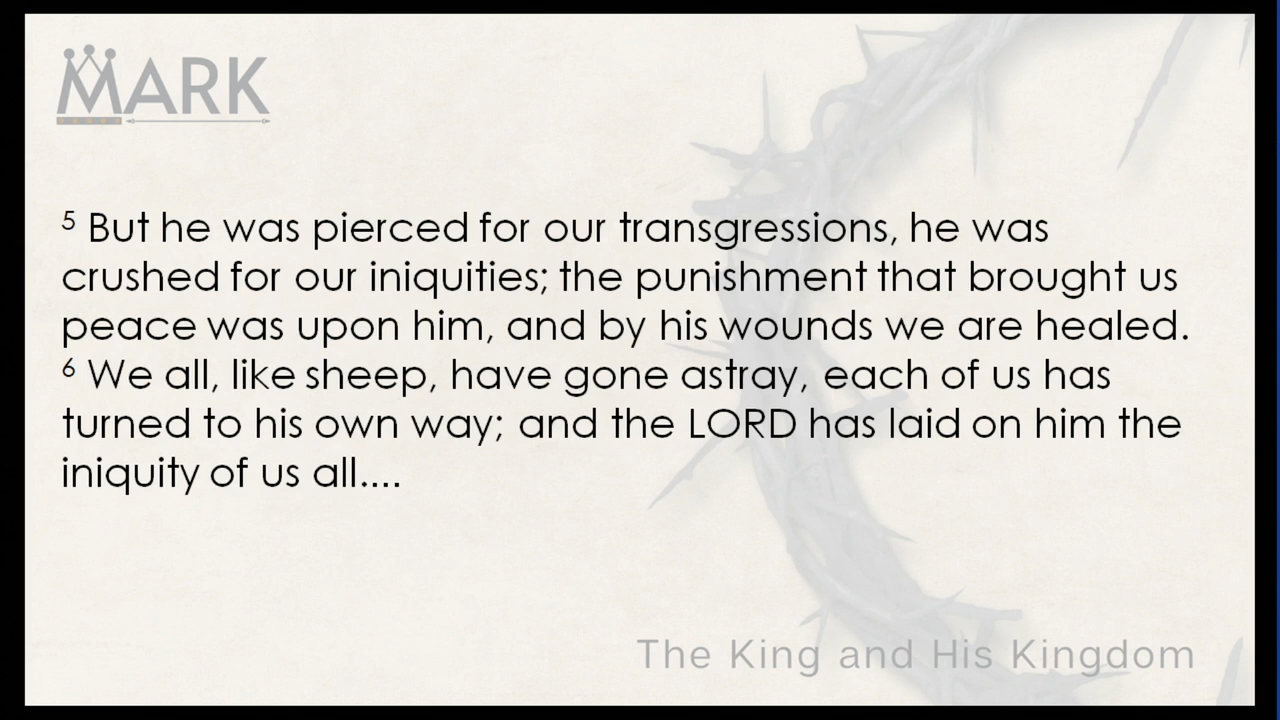 MARK
5 But he was pierced for our transgressions, he was
crushed for our iniquities; the punishment that brought us
peace was upon him, and by his wounds we are healed.
6 We all, like sheep, have gone astray, each of us has
turned to his own way; and the LORD has laid on him the
iniquity of us all....
The King and His Kingdom